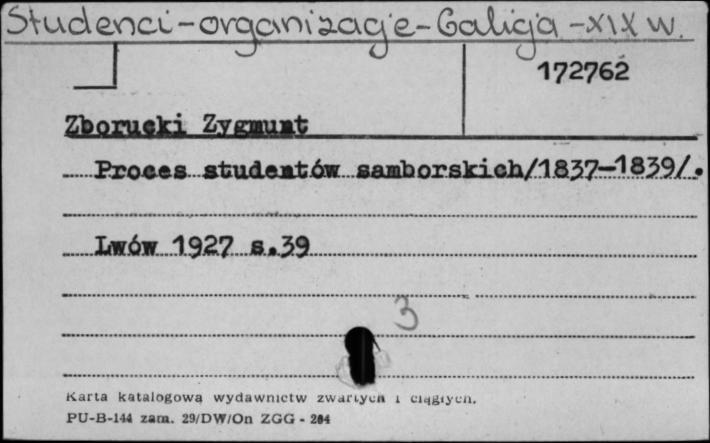 Studenci-organizacje-Galicja-XIX w.
172762
Zborucki Zygmunt
Proces studentów samborskich/1837-1839/.
Lwów 1927 s.39
3
Karta katalogowa wydawnictw zwartych i ciągłych.
PU-B-144 zam. 29/DW/On ZGG - 264